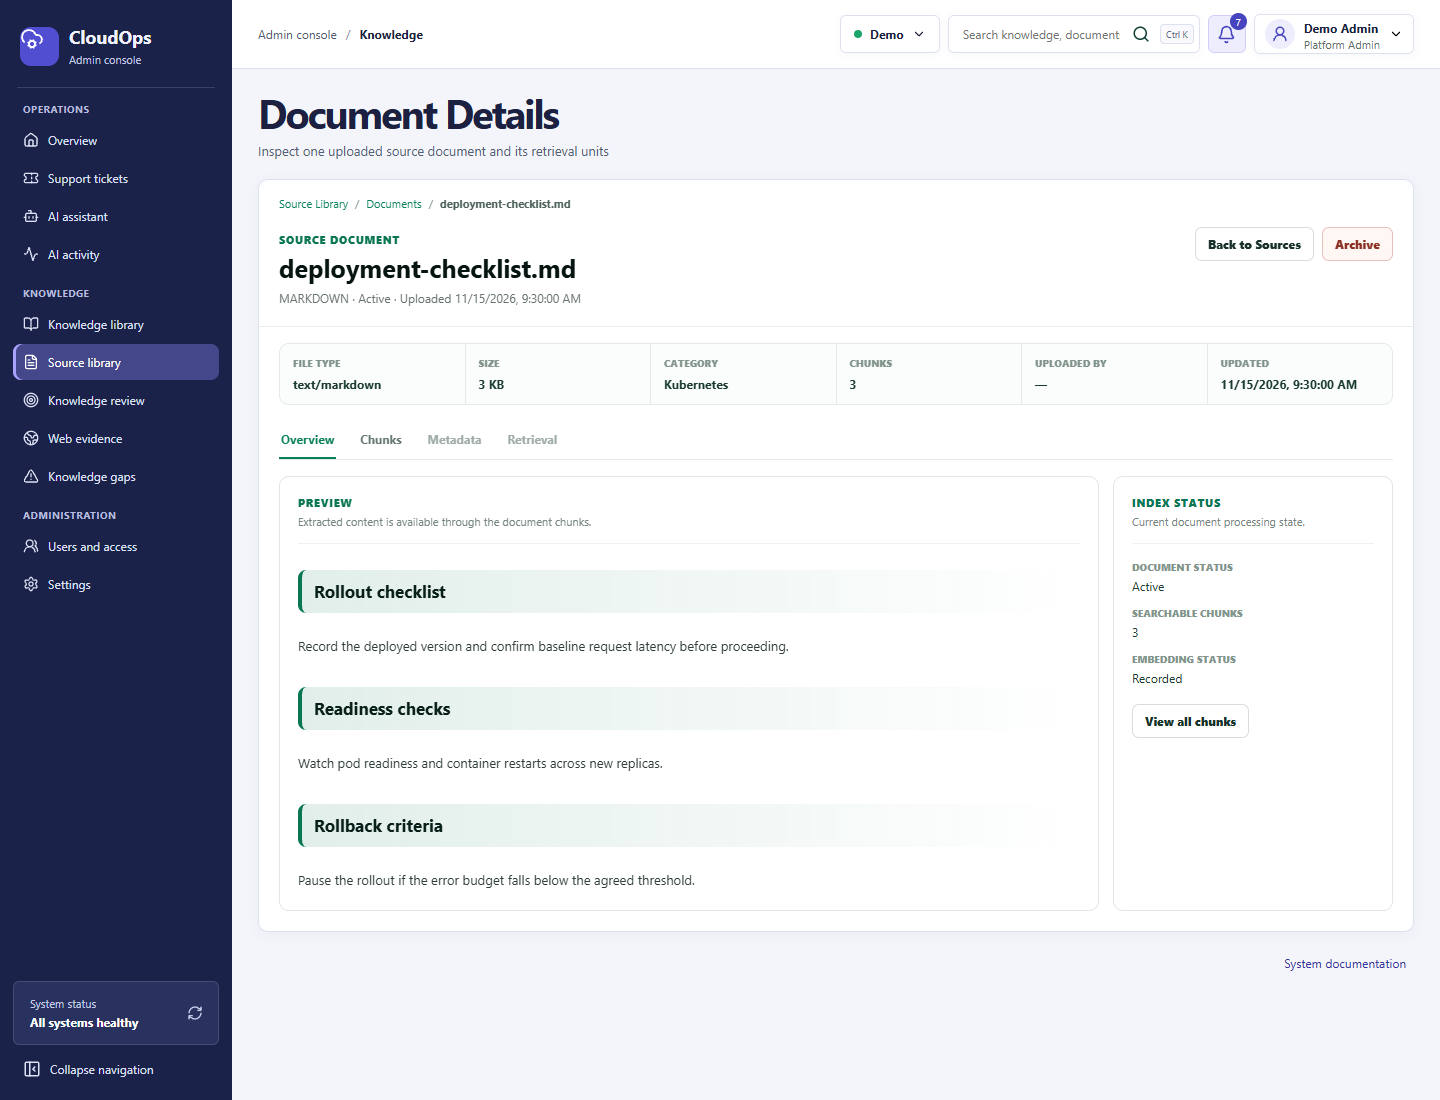 CloudOps
Admin console
OPERATIONS
Overview
Support tickets
AI assistant
AI activity
KNOWLEDGE
Knowledge library
Source library
Knowledge review
Web evidence
Knowledge gaps
ADMINISTRATION
Users and access
Settings
System status
All systems healthy
Collapse navigation
Admin console / Knowledge
Demo
Search knowledge, document
Ctrl K
7
Demo Admin
Platform Admin
Document Details
Inspect one uploaded source document and its retrieval units
Source Library / Documents / deployment-checklist.md
SOURCE DOCUMENT
deployment-checklist.md
MARKDOWN · Active · Uploaded 11/15/2026, 9:30:00 AM
Back to Sources
Archive
FILE TYPE
text/markdown
SIZE
3 KB
CATEGORY
Kubernetes
CHUNKS
3
UPLOADED BY
—
UPDATED
11/15/2026, 9:30:00 AM
Overview
Chunks
Metadata
Retrieval
PREVIEW
Extracted content is available through the document chunks.
Rollout checklist
Record the deployed version and confirm baseline request latency before proceeding.
Readiness checks
Watch pod readiness and container restarts across new replicas.
Rollback criteria
Pause the rollout if the error budget falls below the agreed threshold.
INDEX STATUS
Current document processing state.
DOCUMENT STATUS
Active
SEARCHABLE CHUNKS
3
EMBEDDING STATUS
Recorded
View all chunks
System documentation